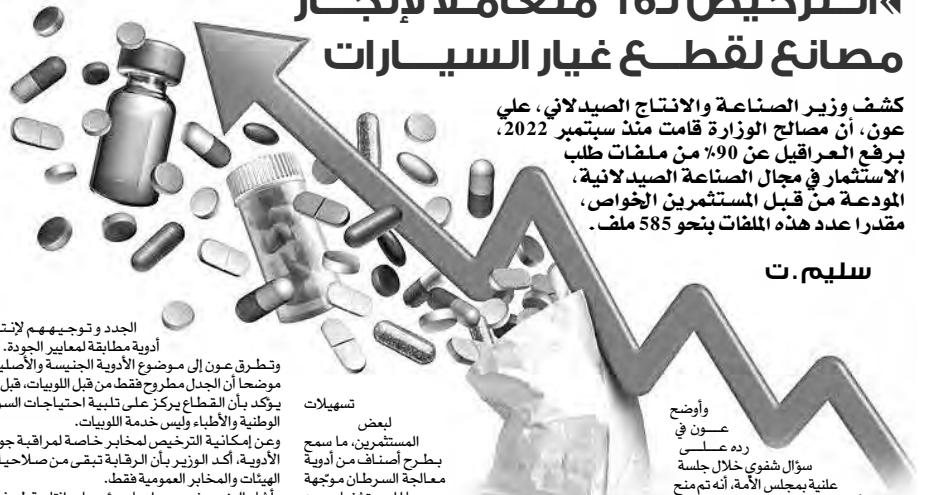 «الترخيص لـ16 متعاملا لإنجاز
مصانع لقطع غيار السيارات
كشف وزير الصناعة والانتاج الصيدلاني، علي
عون، أن مصالح الوزارة قامت منذ سبتمبر 2022،
برفع العراقيل عن 90% من ملفات طلب
الاستثمار في مجال الصناعة الصيدلانية،
المودعة من قبل المستثمرين الخواص،
مقدرا عدد هذه الملفات بنحو 585 ملف.
سليم.ت
وأوضح
عون في
رده على
سؤال شفوي خلال جلسة
علنية بمجلس الأمة، أنه تم منح
تسهيلات
لبعض
المستثمرين، ما سمح
بطرح أصناف من أدوية
معالجة السرطان موجهة
الجدد وتوجيههم
أدوية مطابقة لمعايير الجودة.
وتطرق عون إلى موضوع الأدوية الجنيسة
موضحا أن الجدل مطروح فقط من قبل اللوبيات، قبل
يؤكد بأن القطاع يركز على تلبية احتياجات
الوطنية والأطباء وليس خدمة اللوبيات.
وعن إمكانية الترخيص لمخابر خاصة لمراقبة
الأدوية، أكد الوزير بأن الرقابة تبقى من
الهيئات والمخابر العمومية فقط.